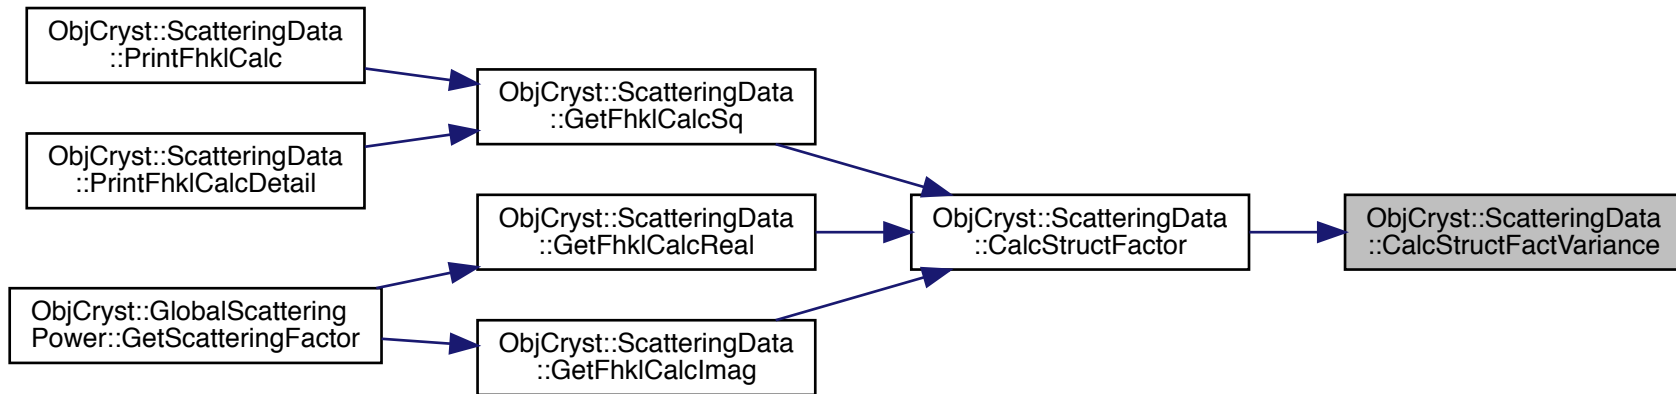 ObjCryst::ScatteringData
::PrintFhklCalc
ObjCryst::ScatteringData
::PrintFhklCalcDetail
ObjCryst::GlobalScattering
Power::GetScatteringFactor
ObjCryst::ScatteringData
::GetFhklCalcSq
ObjCryst::ScatteringData
::GetFhklCalcReal
ObjCryst::ScatteringData
::GetFhklCalcImag
ObjCryst::ScatteringData
::CalcStructFactor
ObjCryst::ScatteringData
::CalcStructFactVariance